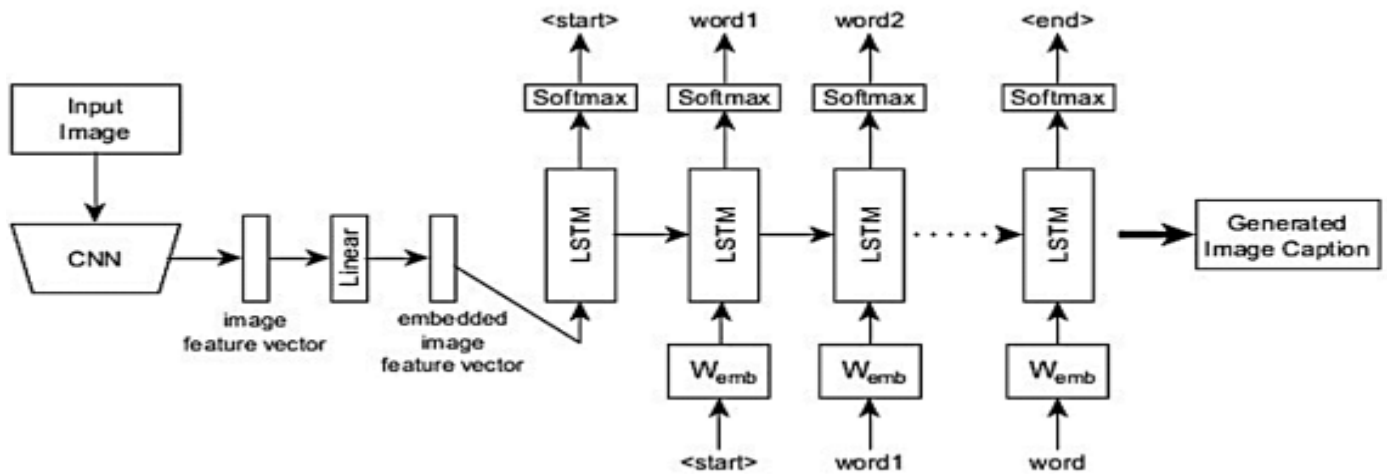 <start> word1 word2 <end>
Softmax Softmax Softmax Softmax
Input
Image
CNN
Linear
LSTM LSTM LSTM LSTM
Generated
Image Caption
image
feature vector
embedded
image
feature vector
Wemb Wemb Wemb
<start> word1 word